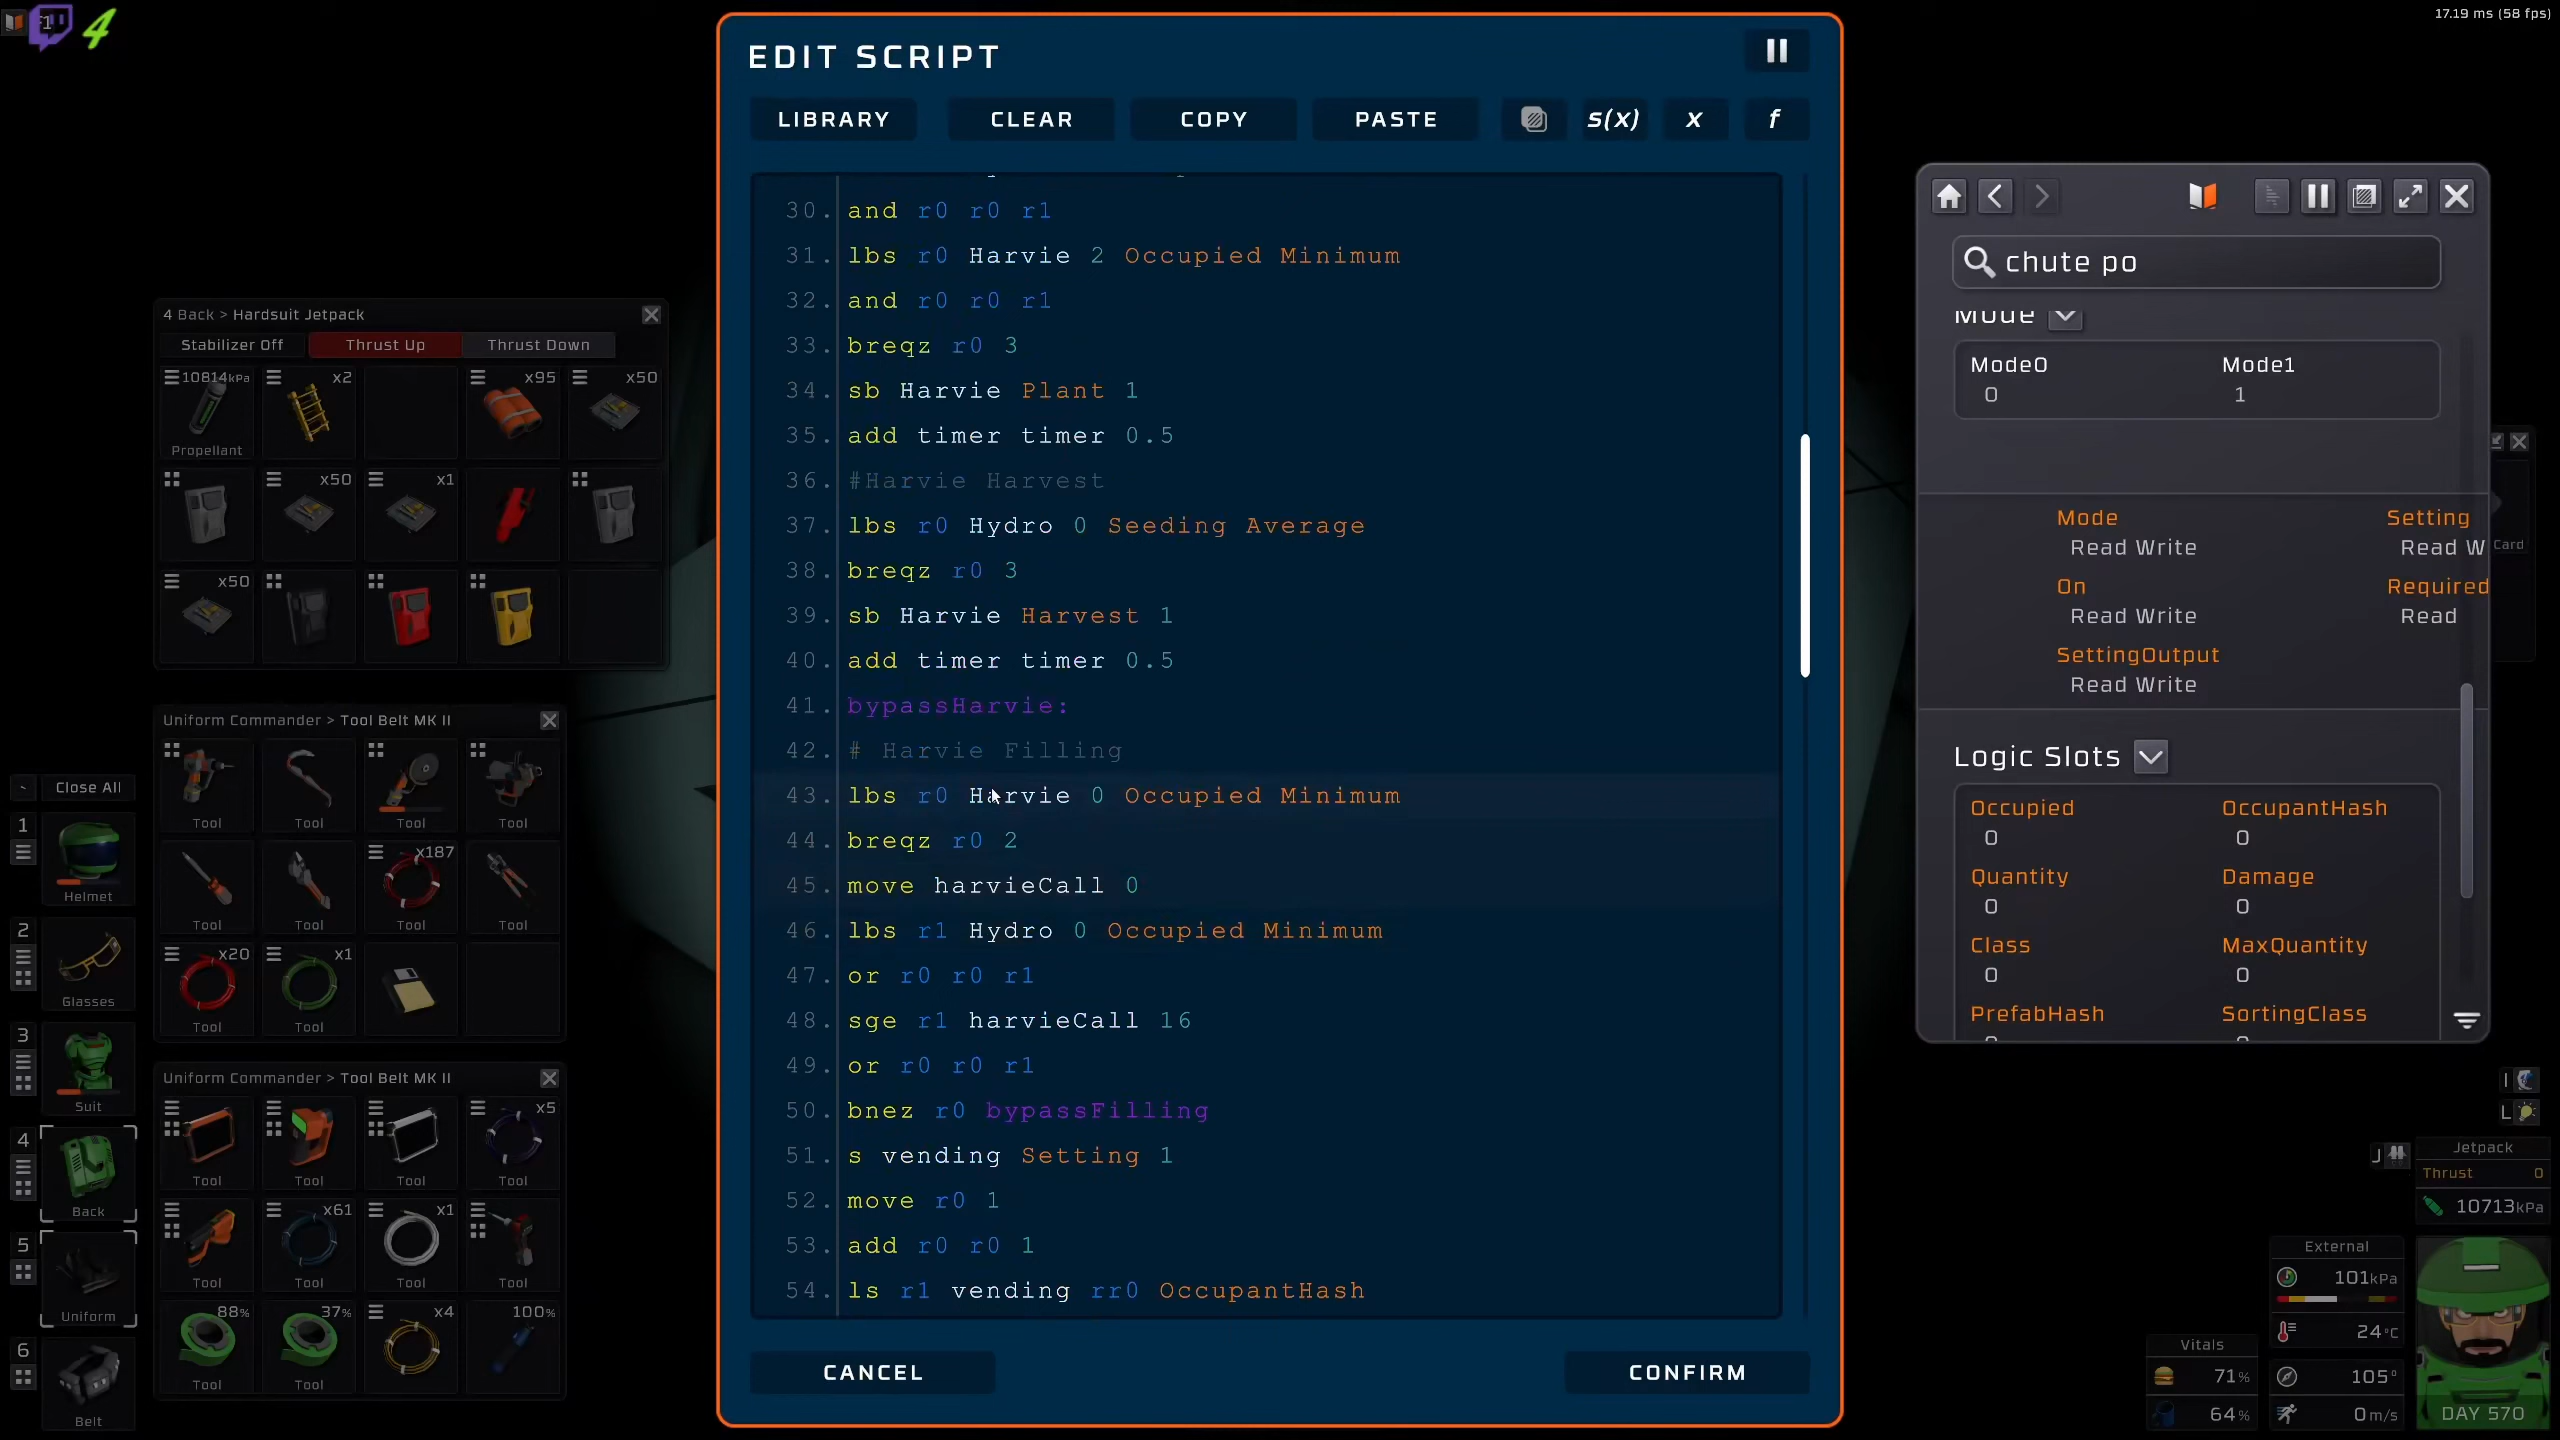 17.19 ms (58 fps)
F1
4
EDIT SCRIPT
LIBRARY
CLEAR
COPY
PASTE
s(x)
x
f
30. and r0 r0 r1
31. lbs r0 Harvie 2 Occupied Minimum
32. and r0 r0 r1
33. breqz r0 3
34. sb Harvie Plant 1
35. add timer timer 0.5
36. #Harvie Harvest
37. lbs r0 Hydro 0 Seeding Average
38. breqz r0 3
39. sb Harvie Harvest 1
40. add timer timer 0.5
41. bypassHarvie:
42. # Harvie Filling
43. lbs r0 Harvie 0 Occupied Minimum
44. breqz r0 2
45. move harvieCall 0
46. lbs r1 Hydro 0 Occupied Minimum
47. or r0 r0 r1
48. sge r1 harvieCall 16
49. or r0 r0 r1
50. bnez r0 bypassFilling
51. s vending Setting 1
52. move r0 1
53. add r0 r0 1
54. ls r1 vending rr0 OccupantHash
CANCEL
CONFIRM
4 Back > Hardsuit Jetpack
Stabilizer Off
Thrust Up
Thrust Down
10814kPa
x2
x95
x50
Propellant
x50
x1
x50
Uniform Commander > Tool Belt MK II
Tool
Tool
Tool
Tool
x187
Tool
Tool
Tool
Tool
x20
x1
Tool
Tool
Uniform Commander > Tool Belt MK II
x5
Tool
Tool
Tool
Tool
x61
x1
Tool
Tool
Tool
Tool
88%
37%
x4
100%
Tool
Tool
Tool
Tool
- Close All
1
Helmet
2
Glasses
3
Suit
4
Back
5
Uniform
6
Belt
chute po
Mode
Mode0
Mode1
0
1
Mode
Setting
Read Write
Read W
On
Required
Read Write
Read
SettingOutput
Read Write
Card
Logic Slots
Occupied
OccupantHash
0
0
Quantity
Damage
0
0
Class
MaxQuantity
0
0
PrefabHash
SortingClass
I
L
J
Jetpack
Thrust 0
10713kPa
External
101kPa
24°C
Vitals
71%
105°
64%
0m/s
DAY 570